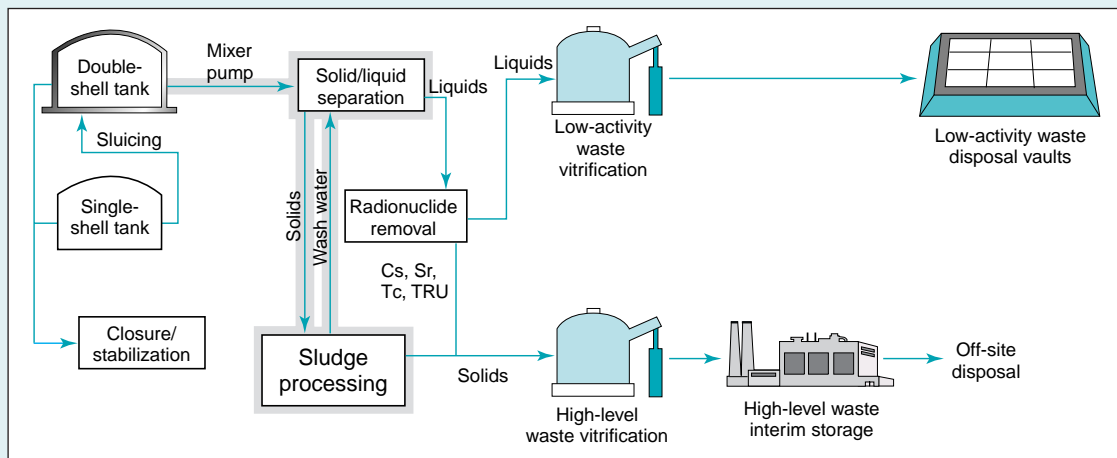 Double-
shell tank
Mixer
pump
Solid/liquid
separation
Liquids
Liquids
Low-activity
waste
vitrification
Low-activity waste
disposal vaults
Sluicing
Single-
shell tank
Solids
Wash water
Radionuclide
removal
Cs, Sr,
Tc, TRU
Closure/
stabilization
Sludge
processing
Solids
High-level
waste vitrification
High-level waste
interim storage
Off-site
disposal